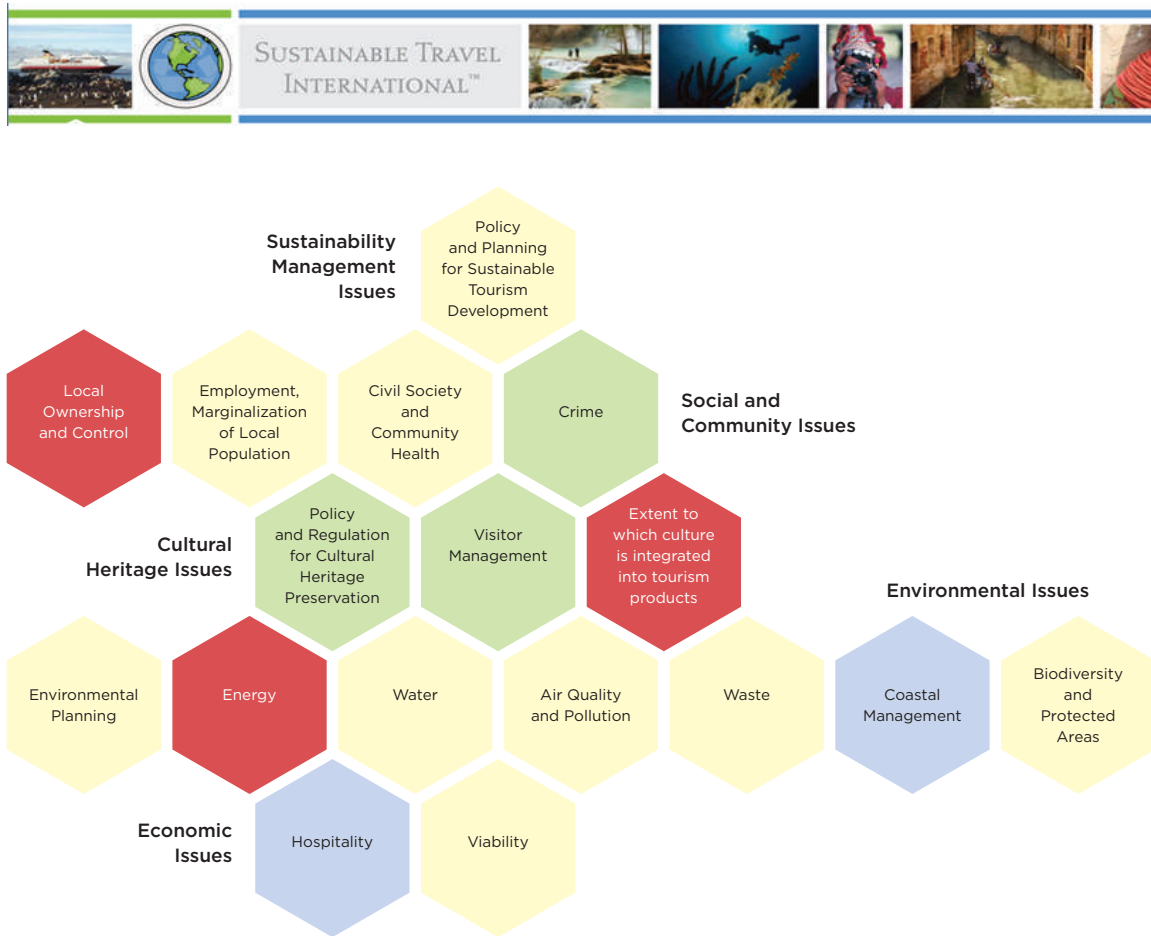 SUSTAINABLE TRAVEL
INTERNATIONAL™
Sustainability
Management
Issues
Policy
and Planning
for Sustainable
Tourism
Development
Local
Ownership
and Control
Employment,
Marginalization
of Local
Population
Civil Society
and
Community
Health
Crime
Social and
Community Issues
Cultural
Heritage Issues
Policy
and Regulation
for Cultural
Heritage
Preservation
Visitor
Management
Extent to
which culture
is integrated
into tourism
products
Environmental Issues
Environmental
Planning
Energy
Water
Air Quality
and Pollution
Waste
Coastal
Management
Biodiversity
and
Protected
Areas
Economic
Issues
Hospitality
Viability